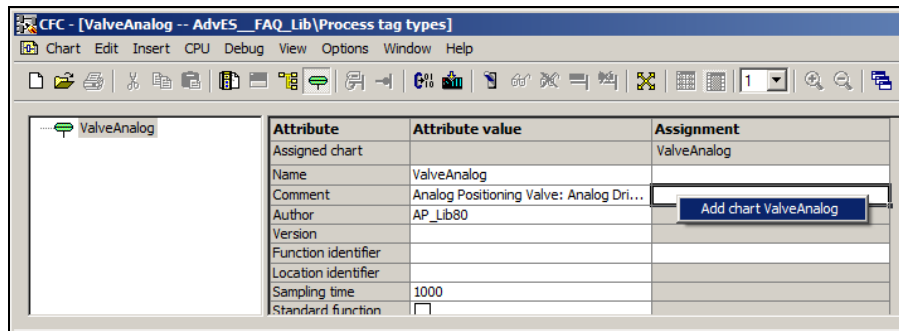 CFC - [ValveAnalog -- AdvES__FAQ_Lib\Process tag types]
Chart Edit Insert CPU Debug View Options Window Help
1
ValveAnalog
Attribute Attribute value Assignment
Assigned chart ValveAnalog
Name ValveAnalog
Comment Analog Positioning Valve: Analog Dri...
Add chart ValveAnalog
Author AP_Lib80
Version
Function identifier
Location identifier
Sampling time 1000
Standard function